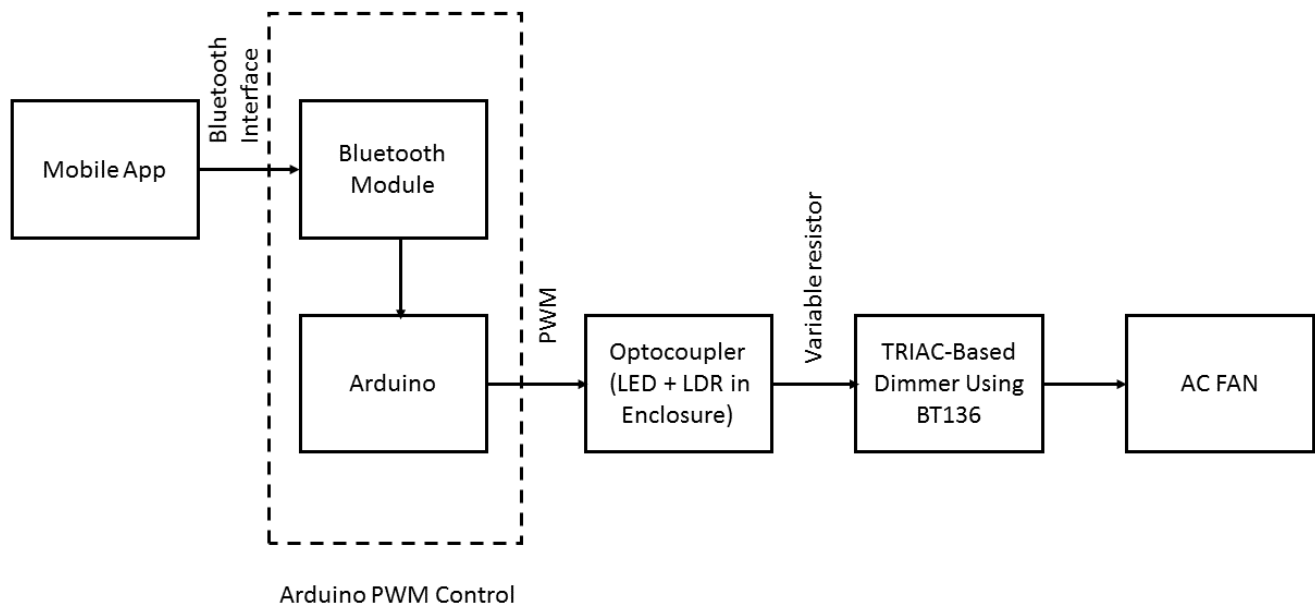 Mobile App
Bluetooth
Interface
Bluetooth
Module
Arduino
PWM
Optocoupler
(LED + LDR in
Enclosure)
Variable resistor
TRIAC-Based
Dimmer Using
BT136
AC FAN
Arduino PWM Control